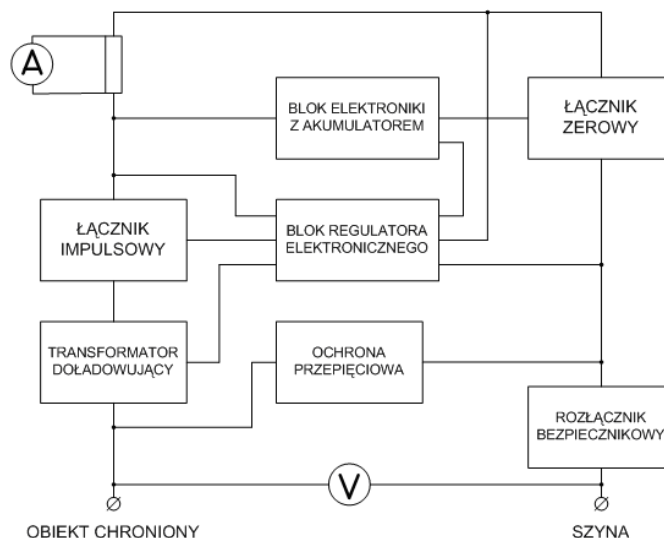 A
BLOK ELEKTRONIKI
Z AKUMULATOREM
ŁĄCZNIK
ZEROWY
ŁĄCZNIK
IMPULSOWY
BLOK REGULATORA
ELEKTRONICZNEGO
TRANSFORMATOR
DOŁADOWUJĄCY
OCHRONA
PRZEPIĘCIOWA
ROZŁĄCZNIK
BEZPIECZNIKOWY
V
OBIEKT CHRONIONY
SZYNA